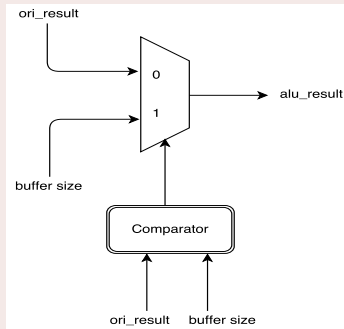 ori_result
0
alu_result
1
buffer size
Comparator
ori_result
buffer size